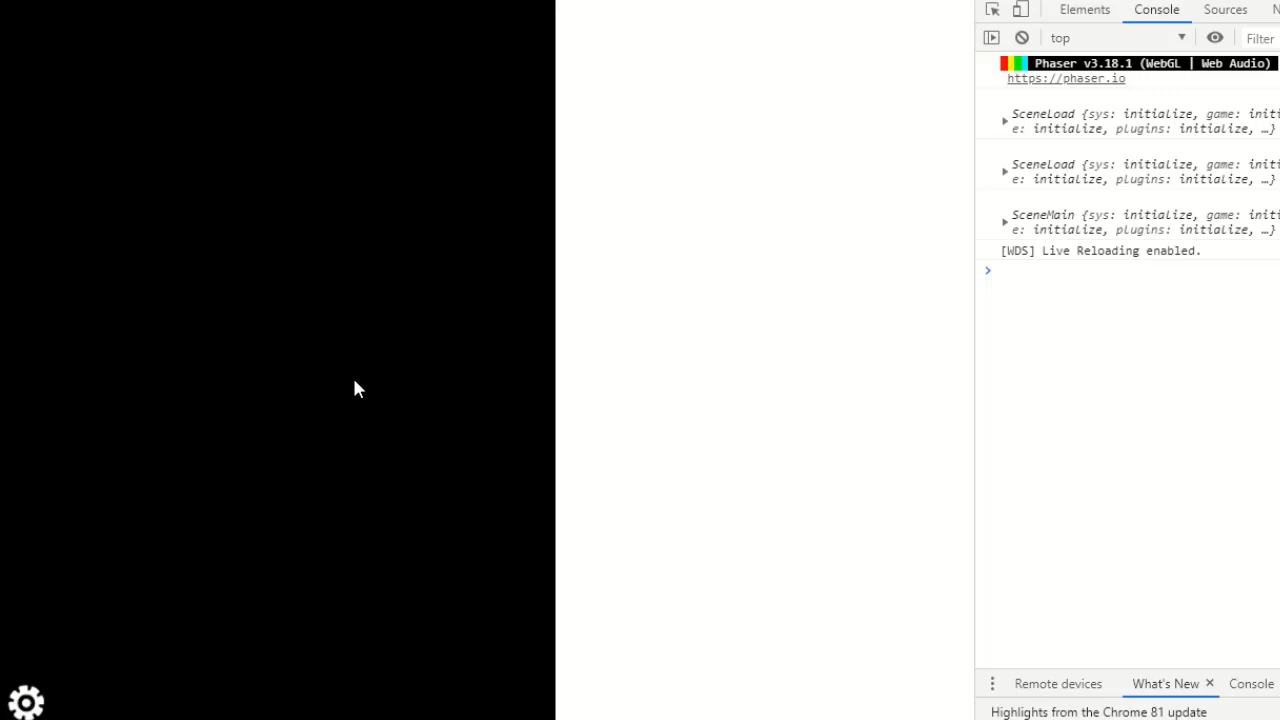 Elements Console Sources N
top Filter
Phaser v3.18.1 (WebGL | Web Audio)
https://phaser.io
SceneLoad {sys: initialize, game: initi
e: initialize, plugins: initialize, …}
SceneLoad {sys: initialize, game: initi
e: initialize, plugins: initialize, …}
SceneMain {sys: initialize, game: initi
e: initialize, plugins: initialize, …}
[WDS] Live Reloading enabled.
Remote devices What's New Console
Highlights from the Chrome 81 update